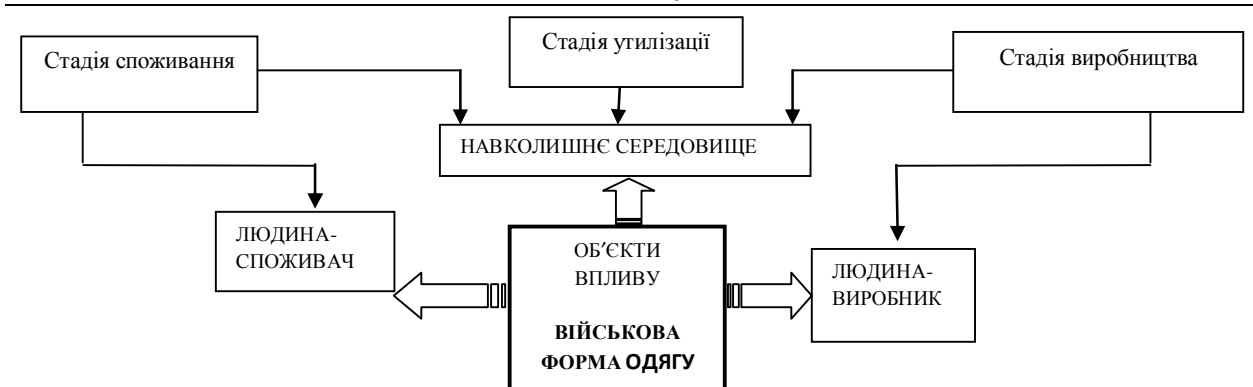 Стадія споживання
Стадія утилізації
Стадія виробництва
НАВКОЛИШНЄ СЕРЕДОВИЩЕ
ЛЮДИНА-
СПОЖИВАЧ
ОБ′ЄКТИ
ВПЛИВУ
ВІЙСЬКОВА
ФОРМА ОДЯГУ
ЛЮДИНА-
ВИРОБНИК